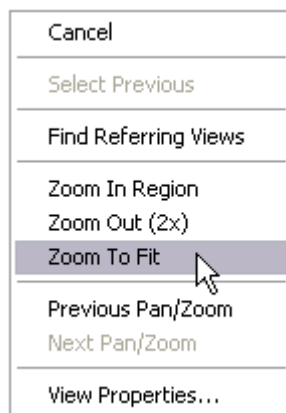 Cancel
Select Previous
Find Referring Views
Zoom In Region
Zoom Out (2x)
Zoom To Fit
Previous Pan/Zoom
Next Pan/Zoom
View Properties...